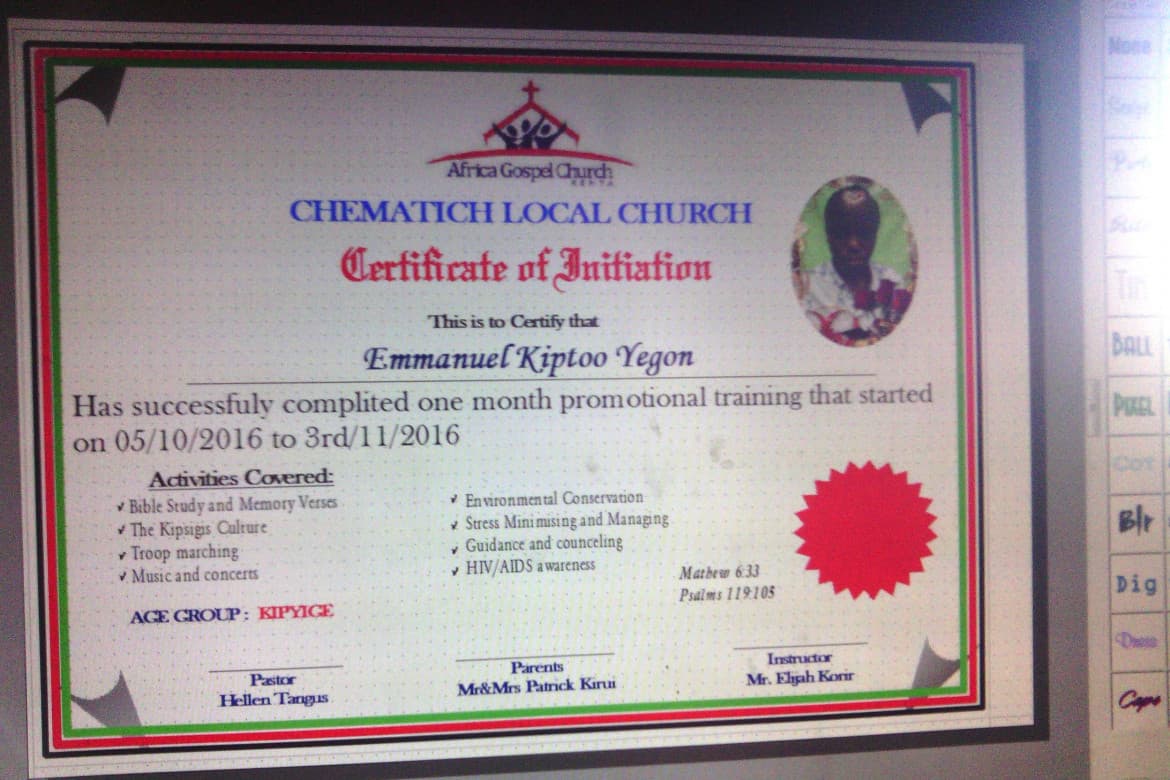 Africa Gospel Church
KENYA
CHEMATICH LOCAL CHURCH
Certificate of Initiation
This is to Certify that
Emmanuel Kiptoo Yegon
Has successfuly complited one month promotional training that started
on 05/10/2016 to 3rd/11/2016
Activities Covered:
✓ Bible Study and Memory Verses
✓ The Kipsigis Culture
✓ Troop marching
✓ Music and concerts
✓ Environmental Conservation
✓ Stress Minimising and Managing
✓ Guidance and counceling
✓ HIV/AIDS awareness
Mathew 6:33
Psalms 119:105
AGE GROUP: KIPYIGE
Pastor
Hellen Tangus
Parents
Mr&Mrs Patrick Kirui
Instructor
Mr. Elijah Korir
None
BALL
PIXEL
Dig
Dress
Caps